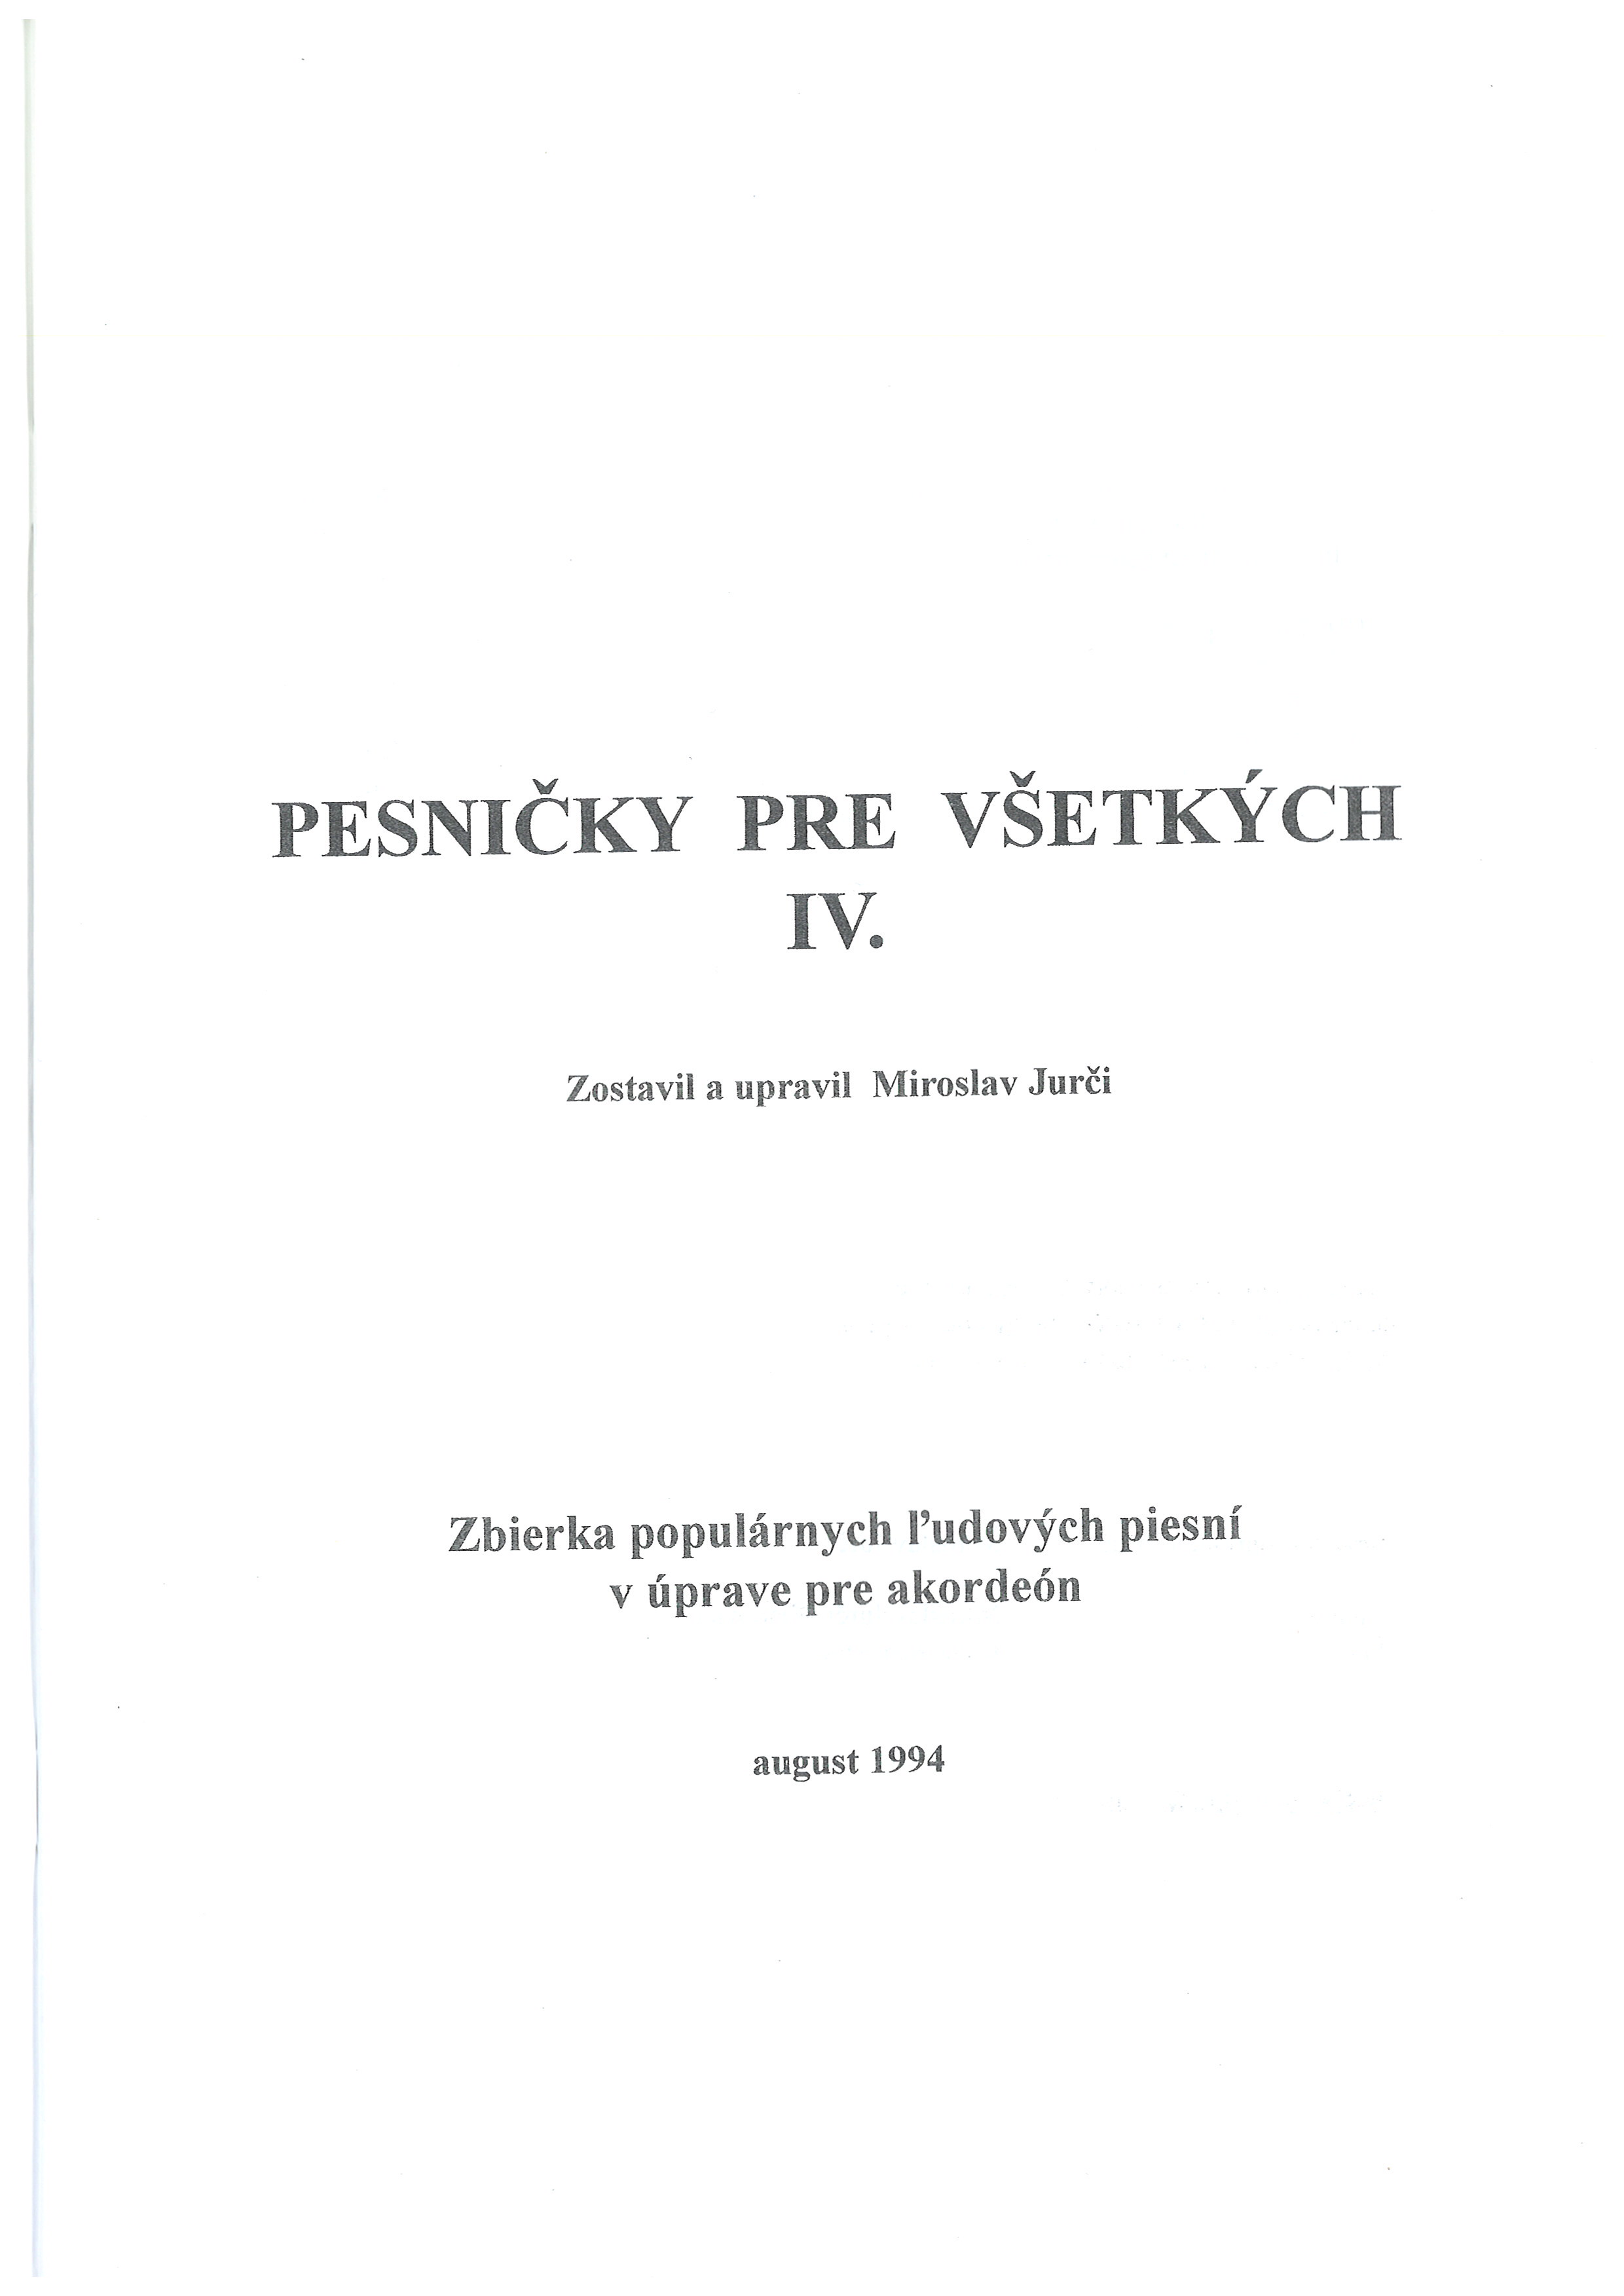 PESNIČKY PRE VŠETKÝCH
IV.
Zostavil a upravil Miroslav Jurči
Zbierka populárnych ľudových piesní
v úprave pre akordeón
august 1994